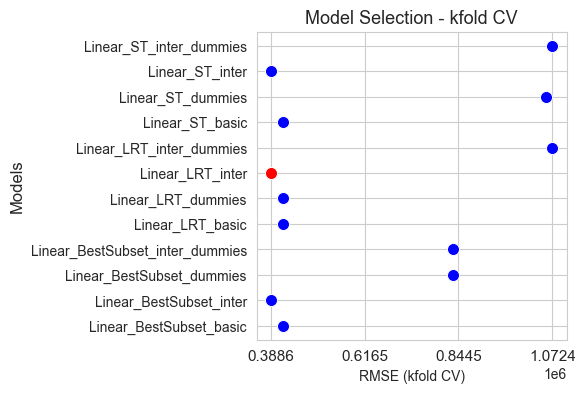 Model Selection - kfold CV
Models
Linear_ST_inter_dummies
Linear_ST_inter
Linear_ST_dummies
Linear_ST_basic
Linear_LRT_inter_dummies
Linear_LRT_inter
Linear_LRT_dummies
Linear_LRT_basic
Linear_BestSubset_inter_dummies
Linear_BestSubset_dummies
Linear_BestSubset_inter
Linear_BestSubset_basic
0.3886 0.6165 0.8445 1.0724
1e6
RMSE (kfold CV)